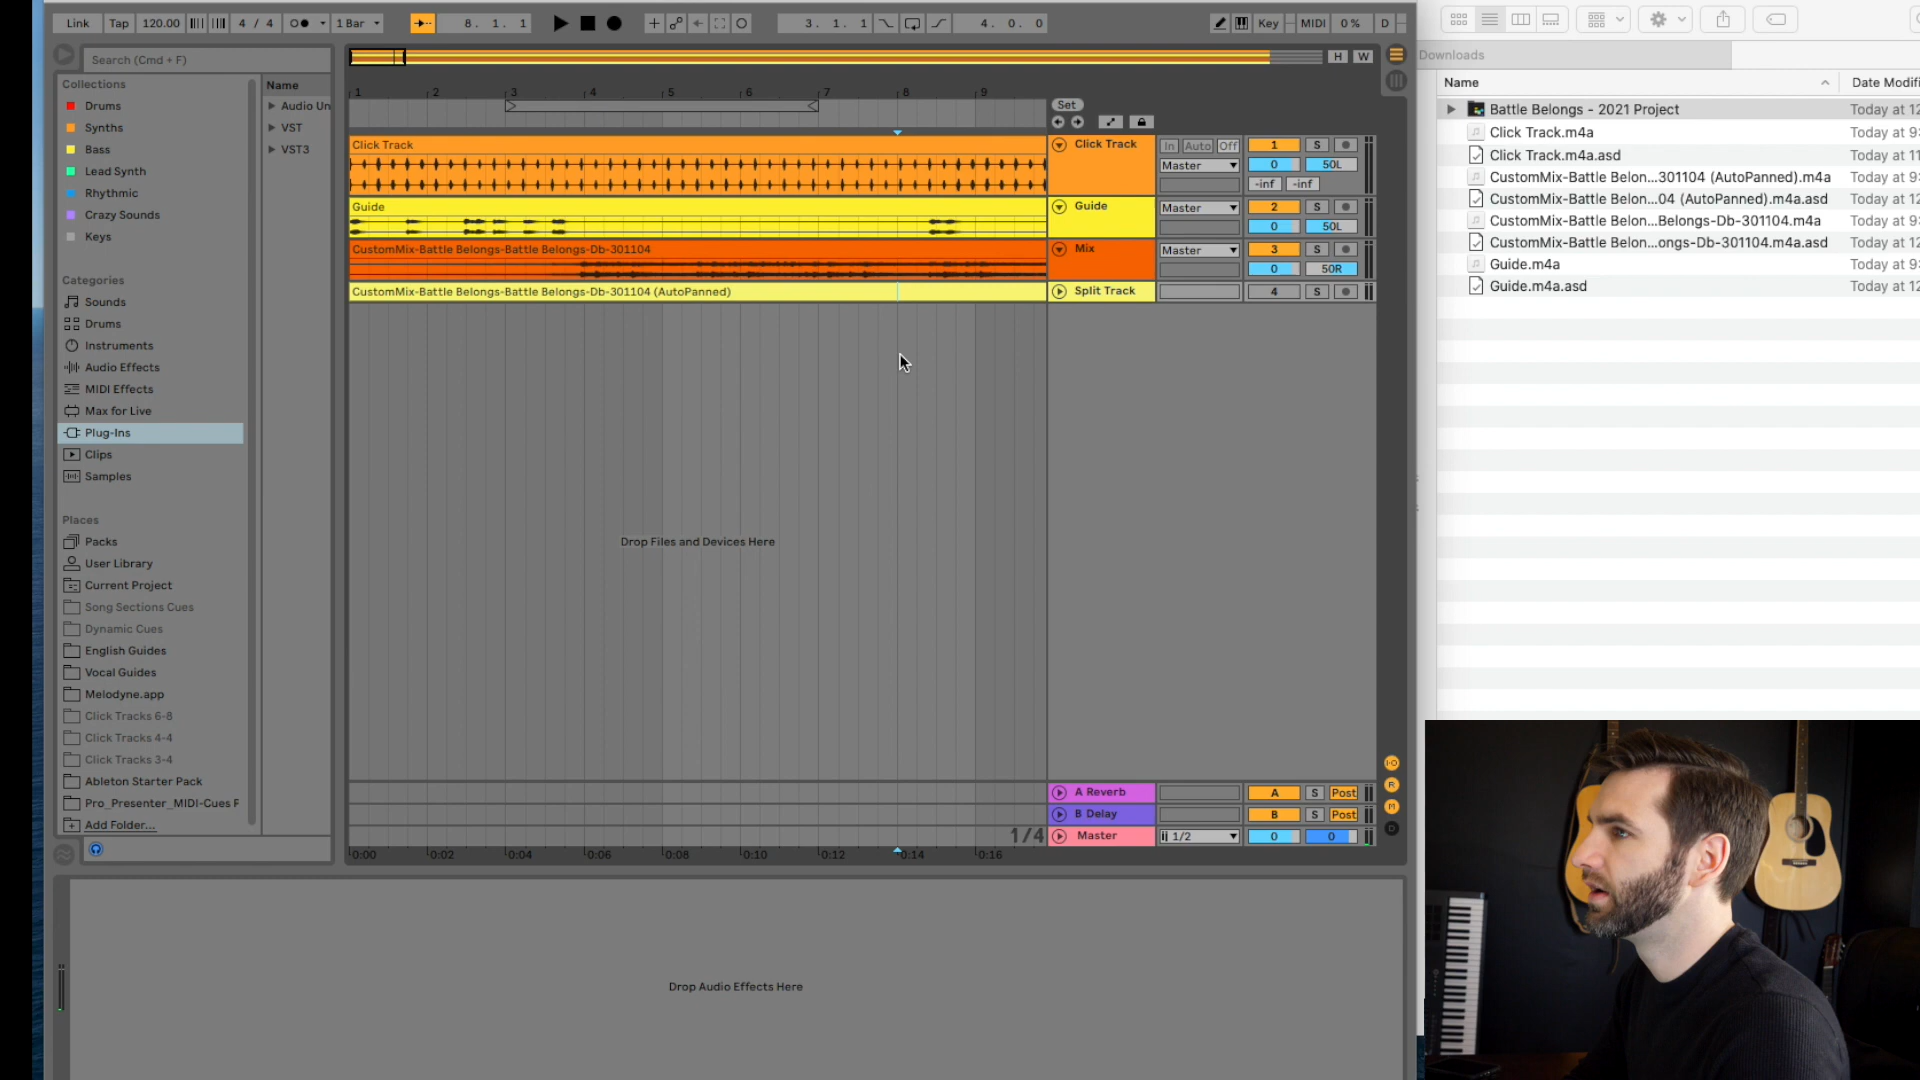 Link Tap 120.00 4 / 4 1 Bar 8. 1. 1 3. 1. 1 4. 0. 0 Key MIDI 0 % D
Search (Cmd + F)
H W
Downloads
Collections
Name
Drums
Synths
Bass
Lead Synth
Rhythmic
Crazy Sounds
Keys
Audio Un
VST
VST3
Categories
Sounds
Drums
Instruments
Audio Effects
MIDI Effects
Max for Live
Plug-Ins
Clips
Samples
Places
Packs
User Library
Current Project
Song Sections Cues
Dynamic Cues
English Guides
Vocal Guides
Melodyne.app
Click Tracks 6-8
Click Tracks 4-4
Click Tracks 3-4
Ableton Starter Pack
Pro_Presenter_MIDI-Cues F
Add Folder...
1 2 3 4 5 6 7 8 9
Set
Click Track
Click Track In Auto Off 1 S
Master 0 50L
-inf -inf
Guide
Guide Master 2 S
0 50L
CustomMix-Battle Belongs-Battle Belongs-Db-301104
Mix Master 3 S
0 50R
CustomMix-Battle Belongs-Battle Belongs-Db-301104 (AutoPanned)
Split Track 4 S
Drop Files and Devices Here
A Reverb A S Post
B Delay B S Post
1/4 Master 1/2 0 0
0:00 0:02 0:04 0:06 0:08 0:10 0:12 0:14 0:16
R
M
D
Drop Audio Effects Here
Name Date Modifi
Battle Belongs - 2021 Project Today at 9
Click Track.m4a Today at 9:
Click Track.m4a.asd Today at 11
CustomMix-Battle Belon...301104 (AutoPanned).m4a Today at 9:
CustomMix-Battle Belon...04 (AutoPanned).m4a.asd Today at 12
CustomMix-Battle Belon...Belongs-Db-301104.m4a Today at 9:
CustomMix-Battle Belon...ongs-Db-301104.m4a.asd Today at 12
Guide.m4a Today at 9:
Guide.m4a.asd Today at 12